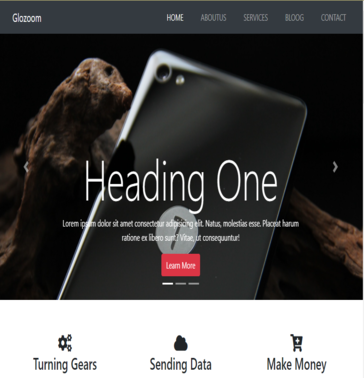 Glozoom
HOME ABOUTUS SERVICES BLOOG CONTACT
Heading One
Lorem ipsum dolor sit amet consectetur adipisicing elit. Natus, molestias esse. Placeat harum
ratione ex libero sunt? Vitae, ut consequuntur!
Learn More
Turning Gears
Sending Data
Make Money